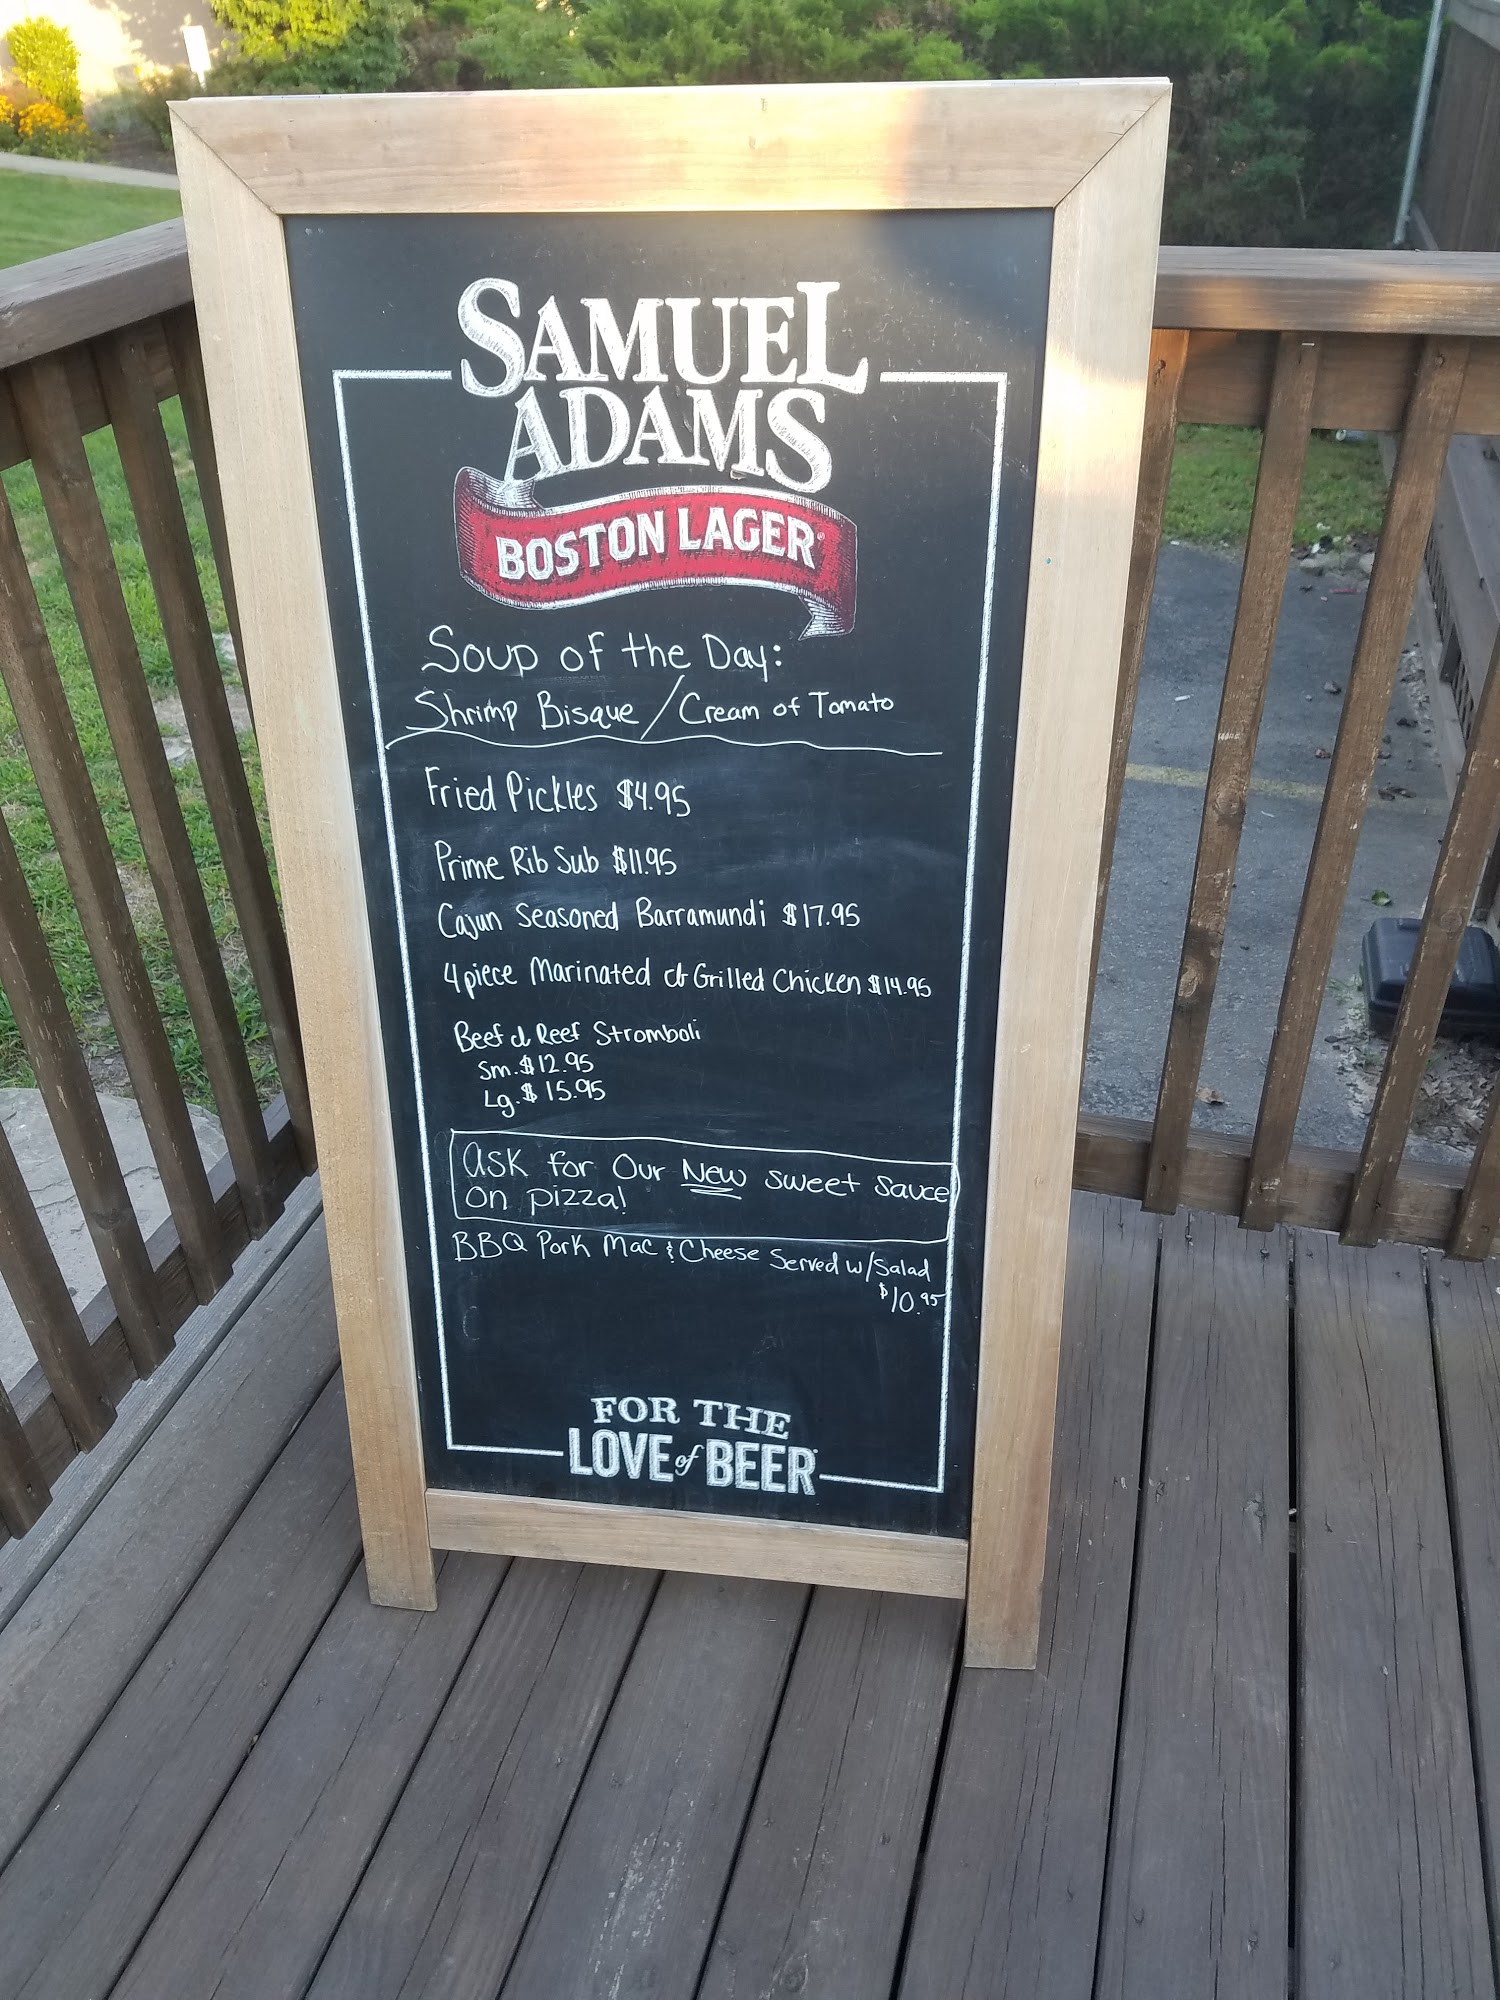 SAMUEL
ADAMS
BOSTON LAGER
Soup of the Day:
Shrimp Bisque / Cream of Tomato
Fried Pickles $4.95
Prime Rib Sub $11.95
Cajun Seasoned Barramundi $17.95
4 piece Marinated & Grilled Chicken $14.95
Beef & Reef Stromboli
Sm. $12.95
Lg. $15.95
Ask for Our New sweet sauce
on pizza!
BBQ Pork Mac & Cheese Served w/Salad
$10.95
FOR THE
LOVE of BEER